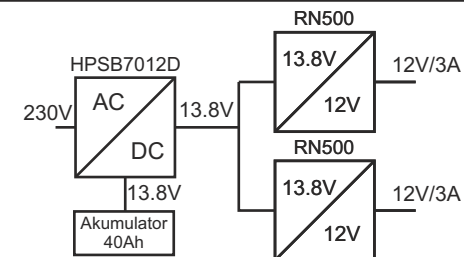 RN500
HPSB7012D
13.8V
12V/3A
230V
AC
13.8V
12V
DC
RN500
13.8V
13.8V
12V/3A
Akumulator
40Ah
12V